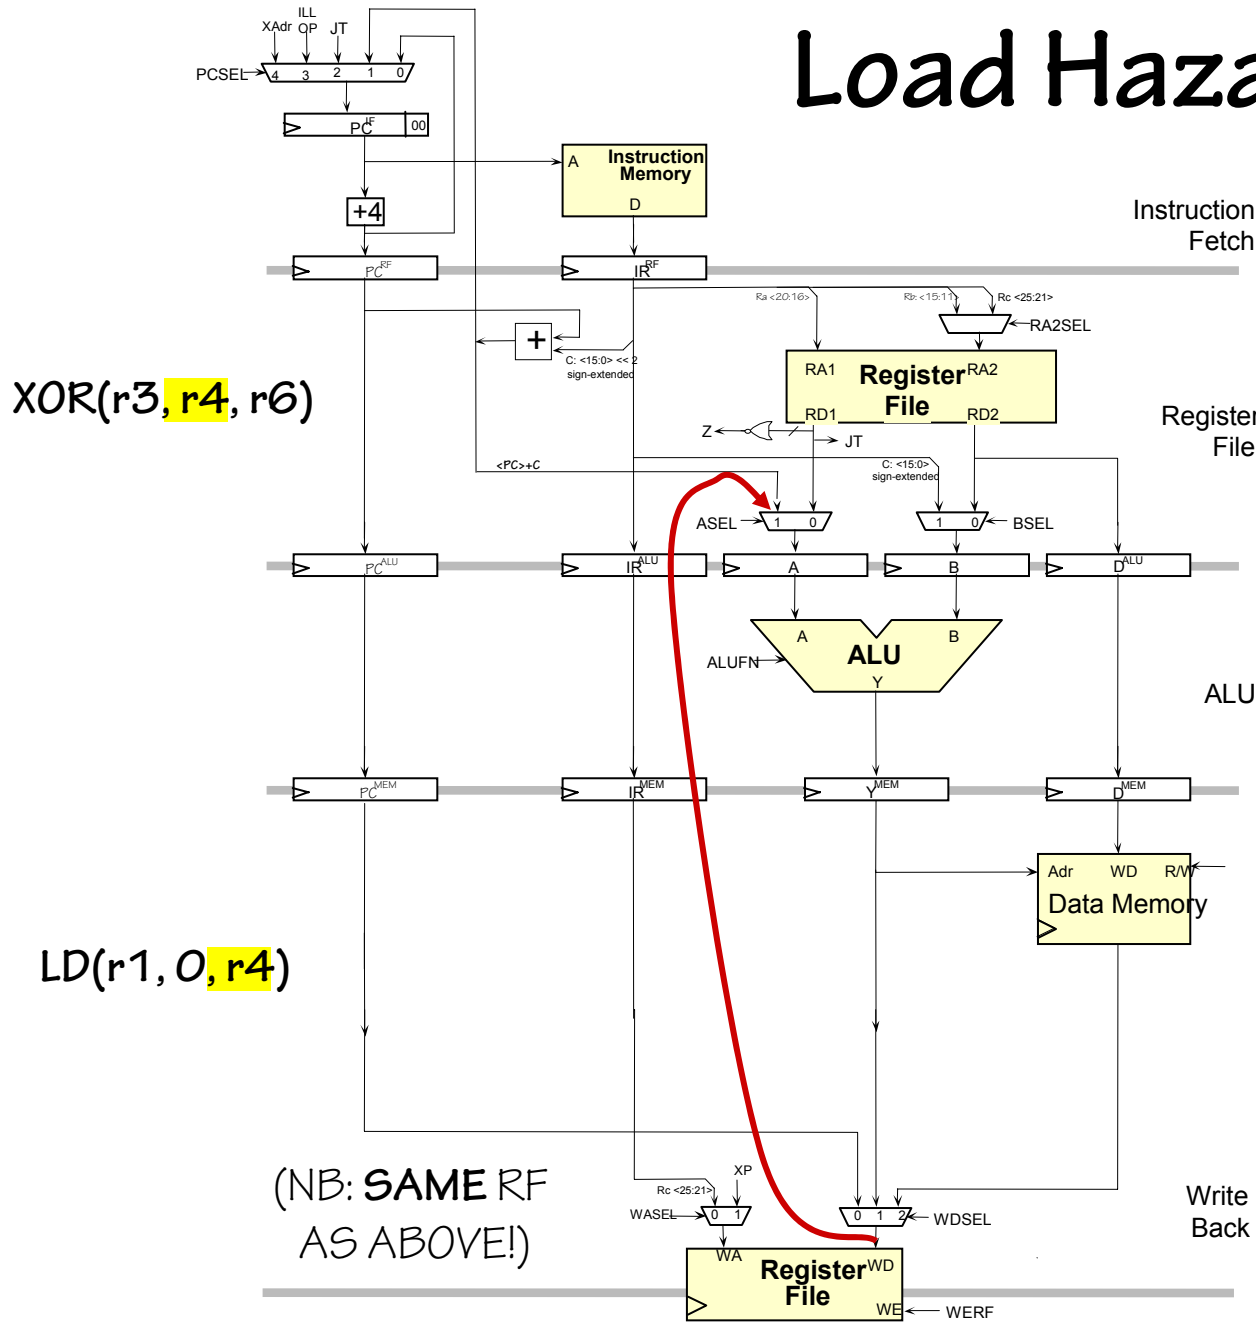 Load Haza
ILL
XAdr OP JT
PCSEL 4 3 2 1 0
PC IF 00
A Instruction
Memory
D
+4
Instruction
Fetch
PC RF
IR RF
Ra <20:16> Rb: <15:11> Rc <25:21>
RA2SEL
+
C: <15:0> << 2
sign-extended
RA1 Register RA2
File
RD1 RD2
XOR(r3, r4, r6)
Register
File
Z JT
<PC>+C
C: <15:0>
sign-extended
ASEL 1 0
1 0 BSEL
PC ALU
IR ALU
A
B
D ALU
A B
ALU
ALUFN
Y
ALU
PC MEM
IR MEM
Y MEM
D MEM
Adr WD R/W
Data Memory
LD(r1, 0, r4)
(NB: SAME RF
AS ABOVE!)
XP
Rc <25:21>
WASEL 0 1
0 1 2 WDSEL
Write
Back
WA WD
Register
File
WE WERF